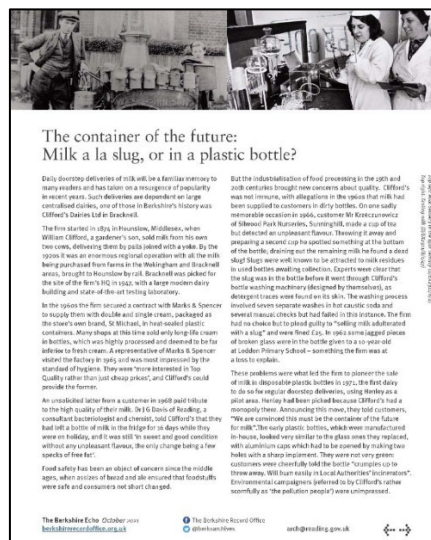 The container of the future:
Milk a la slug, or in a plastic bottle?
Daily doorstep deliveries of milk will be a familiar memory to
many readers and has taken on a resurgence of popularity
in recent years. Such deliveries are dependent on large
centralised dairies, one of those in Berkshire's history was
Clifford's Dairies Ltd in Bracknell.
The firm started in 1874 in Hounslow, Middlesex, when
William Clifford, a gardener's son, sold milk from his own
two cows, delivering them by pails joined with a yoke. By the
1920s it was an enormous regional operation with all the milk
being purchased from farms in the Wokingham and Bracknell
areas, brought to Hounslow by rail. Bracknell was picked for
the site of the firm's HQ in 1957, with a large modern dairy
building and state-of-the-art testing laboratory.
In the 1960s the firm secured a contract with Marks & Spencer
to supply them with double and single cream, packaged as
the store's own brand, St Michael, in heat-sealed plastic
containers. Many shops at this time sold only long-life cream
in bottles, which was highly processed and deemed to be far
inferior to fresh cream. A representative of Marks & Spencer
visited the factory in 1965 and was most impressed by the
standard of hygiene. They were 'more interested in Top
Quality rather than just cheap prices', and Clifford's could
provide the former.
An unsolicited letter from a customer in 1968 paid tribute
to the high quality of their milk. Dr J G Davis of Reading, a
consultant bacteriologist and chemist, told Clifford's that they
had left a bottle of milk in the fridge for 16 days while they
were on holiday, and it was still 'in sweet and good condition
without any unpleasant flavour, the only change being a few
specks of free fat'.
Food safety has been an object of concern since the middle
ages, when assizes of bread and ale ensured that foodstuffs
were safe and consumers not short changed.
But the industrialisation of food processing in the 19th and
20th centuries brought new concerns about quality. Clifford's
was not immune, with allegations in the 1960s that milk had
been supplied to customers in dirty bottles. On one sadly
memorable occasion in 1966, customer Mr
of Silwood Park Nurseries, Sunninghill, made a cup of tea
but detected an unpleasant flavour. Throwing it away and
preparing a second cup he spotted something at the bottom
of the bottle; draining out the remaining milk he found a dead
slug! Slugs were well known to be attracted to milk residues
in used bottles awaiting collection. Experts were clear that
the slug was in the bottle before it went through Clifford's
bottle washing machinery (designed by themselves), as
detergent traces were found on its skin. The washing process
involved seven separate washes in hot caustic soda and
several manual checks but had failed in this instance. The firm
had no choice but to plead guilty to "selling milk adulterated
with a slug" and were fined £25. In 1962 some jagged pieces
of broken glass were in the bottle given to a 10-year-old
at Loddon Primary School – something the firm was at
a loss to explain.
These problems were what led the firm to pioneer the sale
of milk in disposable plastic bottles in 1971, the first dairy
to do so for regular doorstep deliveries, using Henley as a
pilot area. Henley had been picked because Clifford's had a
monopoly there. Announcing this move, they told customers,
"We are convinced this must be the container of the future
for milk". The early plastic bottles, which were manufactured
in-house, looked very similar to the glass ones they replaced,
with aluminium caps which had to be opened by making two
holes with a sharp implement. They were not very green:
customers were cheerfully told the bottle "crumples up to
throw away. Will burn easily in Local Authorities' incinerators".
Environmental campaigners (referred to by Clifford's rather
scornfully as 'the pollution people') were unimpressed.
The Berkshire Echo October
berkshirerecordoffice.org.uk
The Berkshire Record Office
@berksarchives
arch@reading.gov.uk